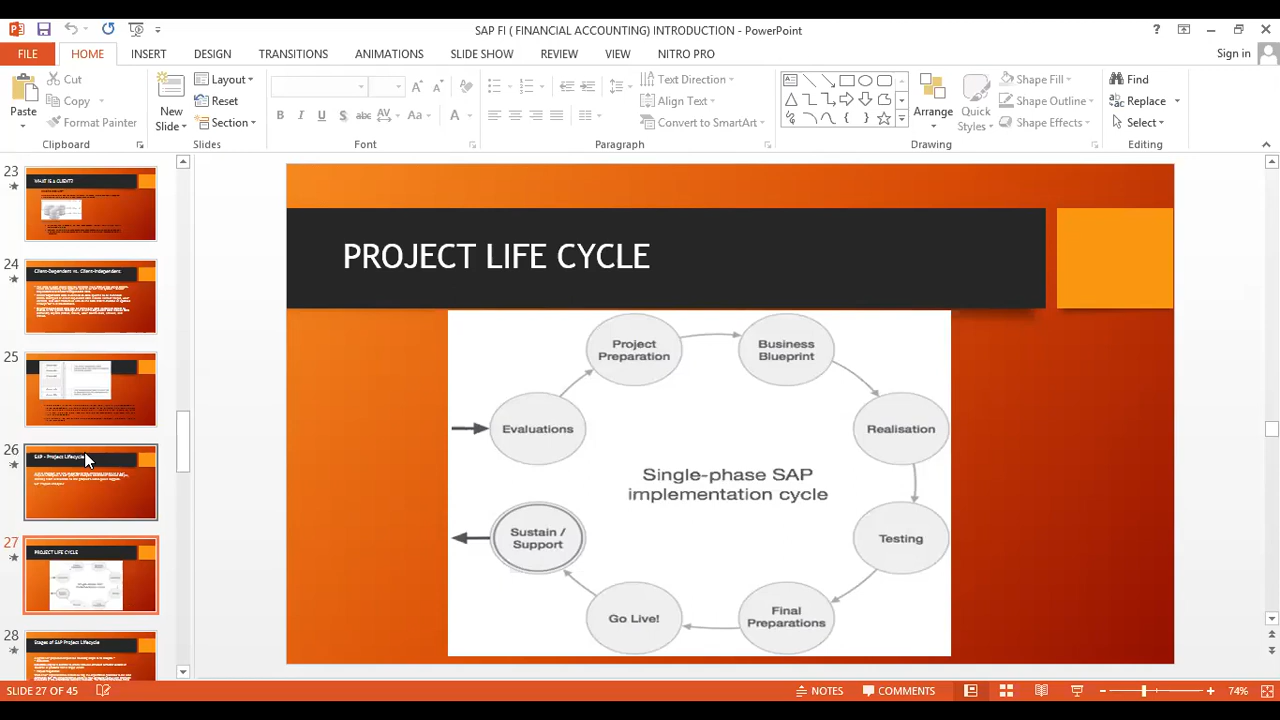 SAP FI ( FINANCIAL ACCOUNTING) INTRODUCTION - PowerPoint
FILE HOME INSERT DESIGN TRANSITIONS ANIMATIONS SLIDE SHOW REVIEW VIEW NITRO PRO Sign in
Paste
Cut
Copy
Format Painter
Clipboard
New
Slide
Layout
Reset
Section
Slides
B I U S abc AV Aa A
Font
Text Direction
Align Text
Convert to SmartArt
Paragraph
Arrange
Quick
Styles
Shape Fill
Shape Outline
Shape Effects
Drawing
Find
Replace
Select
Editing
23
WHAT IS A CLIENT?
24
Client-Dependent vs. Client-Independent
25
26
SAP - Project Lifecycle
27
PROJECT LIFE CYCLE
28
Stages of SAP Project Lifecycle
PROJECT LIFE CYCLE
Project
Preparation
Business
Blueprint
Evaluations
Realisation
Single-phase SAP
implementation cycle
Sustain /
Support
Testing
Go Live!
Final
Preparations
SLIDE 27 OF 45
NOTES
COMMENTS
74%